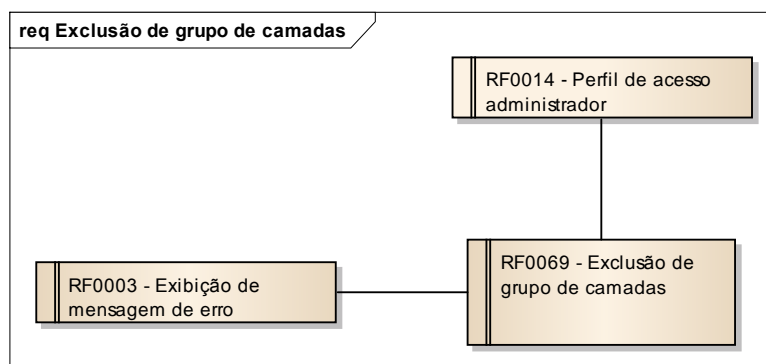 req Exclusão de grupo de camadas
RF0014 - Perfil de acesso
administrador
RF0069 - Exclusão de
grupo de camadas
RF0003 - Exibição de
mensagem de erro